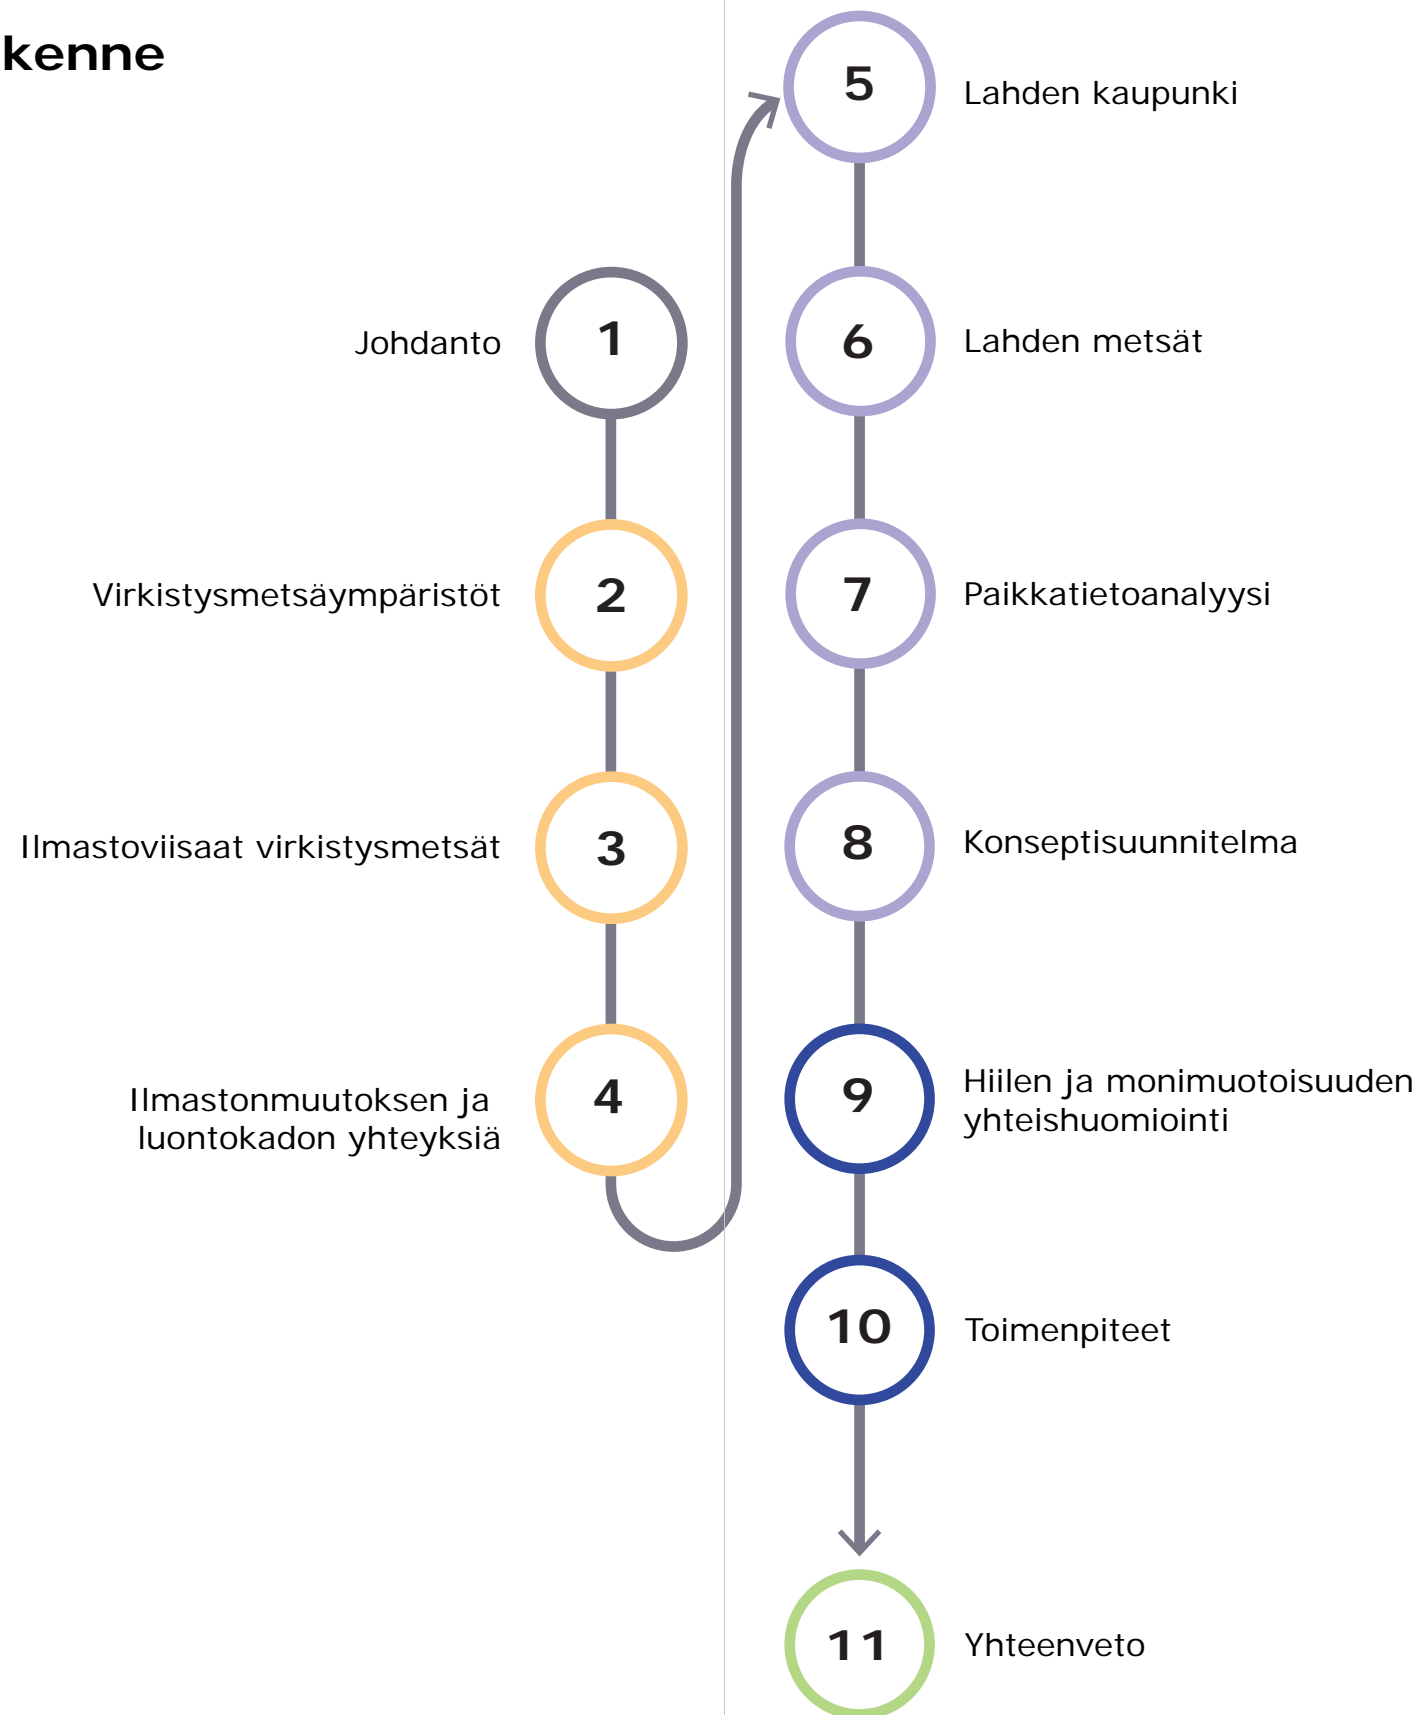 kenne
1
Johdanto
2
Virkistysmetsäympäristöt
3
Ilmastoviisaat virkistysmetsät
4
Ilmastonmuutoksen ja
luontokadon yhteyksiä
5
Lahden kaupunki
6
Lahden metsät
7
Paikkatietoanalyysi
8
Konseptisuunnitelma
9
Hiilen ja monimuotoisuuden
yhteishuomiointi
10
Toimenpiteet
11
Yhteenveto